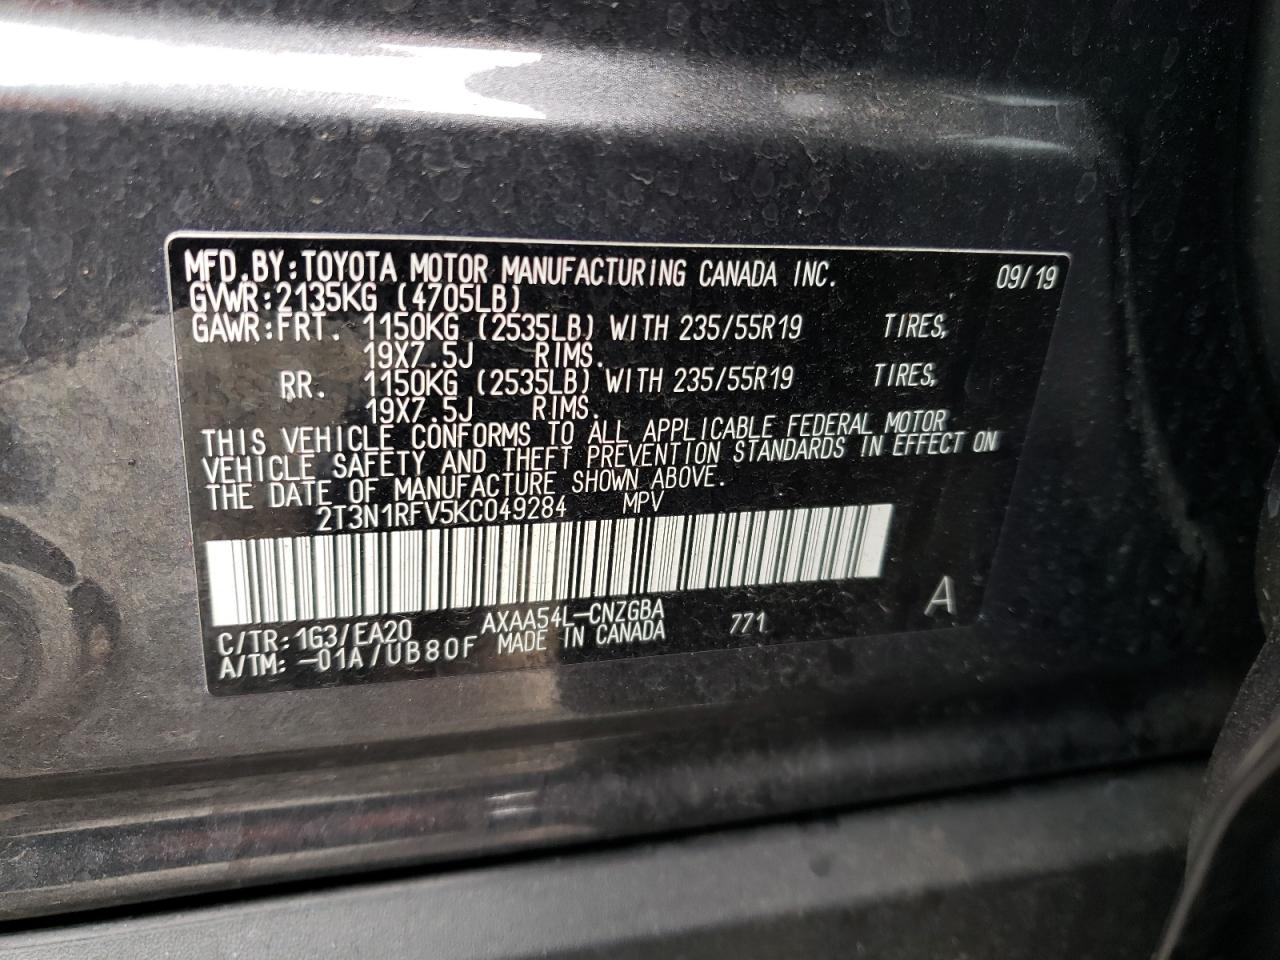 MFD.BY:TOYOTA MOTOR MANUFACTURING CANADA INC. 09/19
GVWR:2135KG (4705LB)
GAWR:FRT. 1150KG (2535LB) WITH 235/55R19 TIRES,
19X7.5J RIMS.
RR. 1150KG (2535LB) WITH 235/55R19 TIRES,
19X7.5J RIMS.
THIS VEHICLE CONFORMS TO ALL APPLICABLE FEDERAL MOTOR
VEHICLE SAFETY AND THEFT PREVENTION STANDARDS IN EFFECT ON
THE DATE OF MANUFACTURE SHOWN ABOVE.
2T3N1RFV5KC049284 MPV
C/TR:1G3/EA20 AXAA54L-CNZGBA 771 A
A/TM:-01A/UB80F MADE IN CANADA